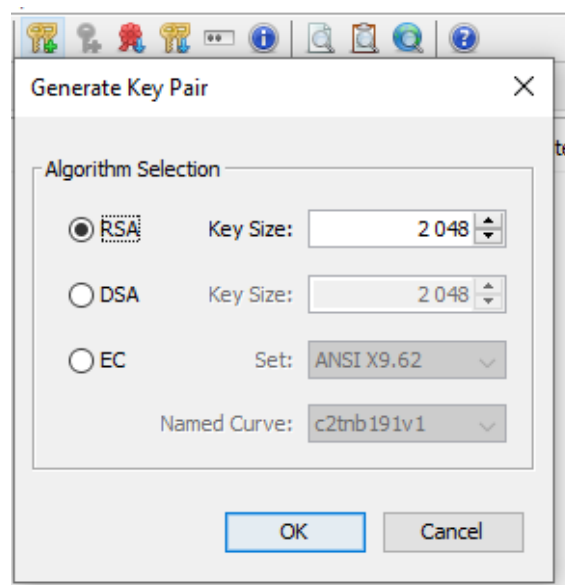 Generate Key Pair
Algorithm Selection
RSA Key Size: 2 048
DSA Key Size: 2 048
EC Set: ANSI X9.62
Named Curve: c2tnb191v1
OK Cancel